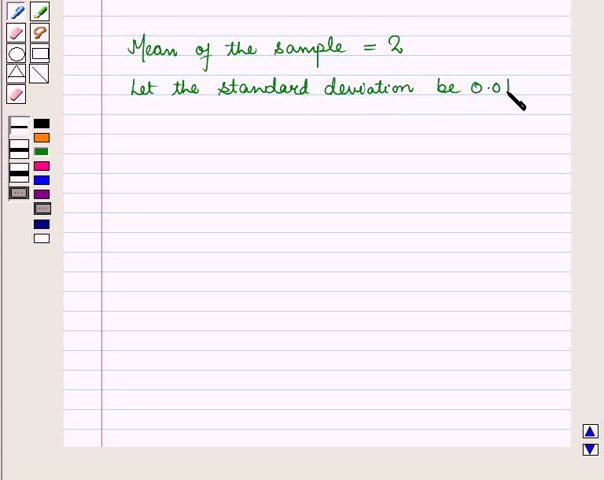 Mean of the sample = 2
Let the standard deviation be 0.01